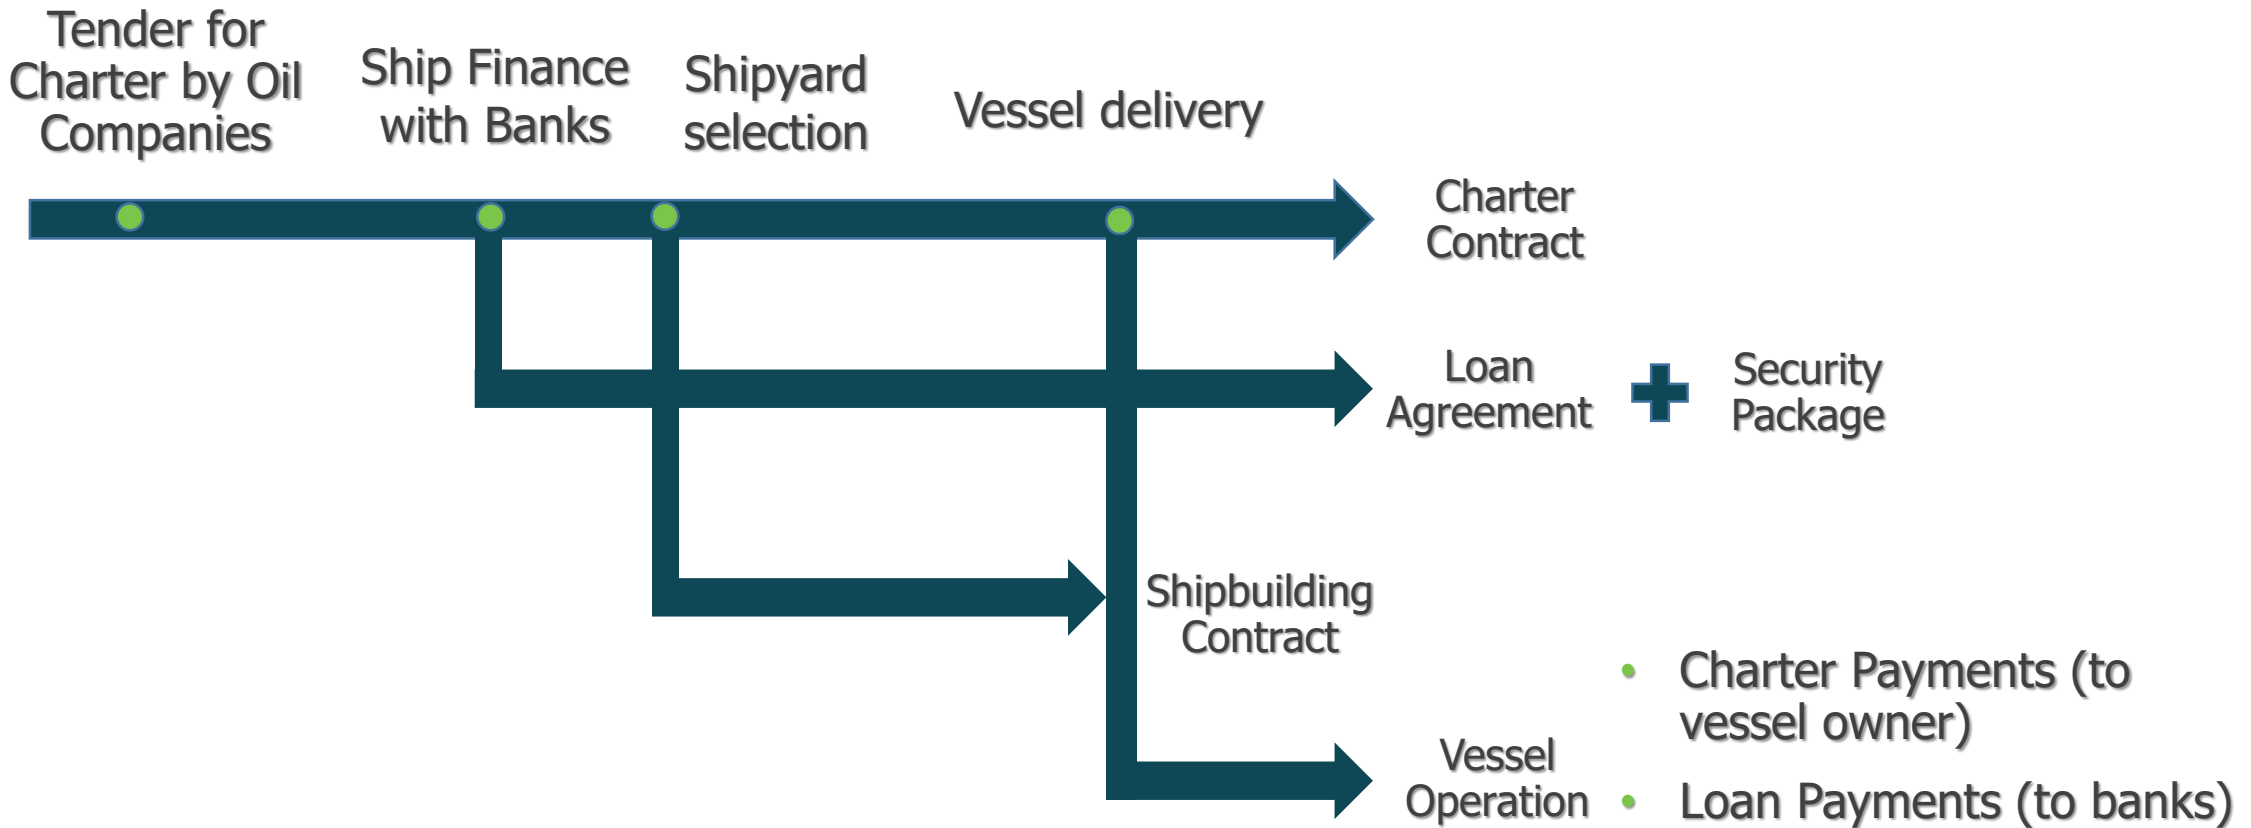 Tender for
Charter by Oil
Companies
Ship Finance
with Banks
Shipyard
selection
Vessel delivery
Charter
Contract
Loan
Agreement
Security
Package
Shipbuilding
Contract
Vessel
Operation
• Charter Payments (to
vessel owner)
• Loan Payments (to banks)